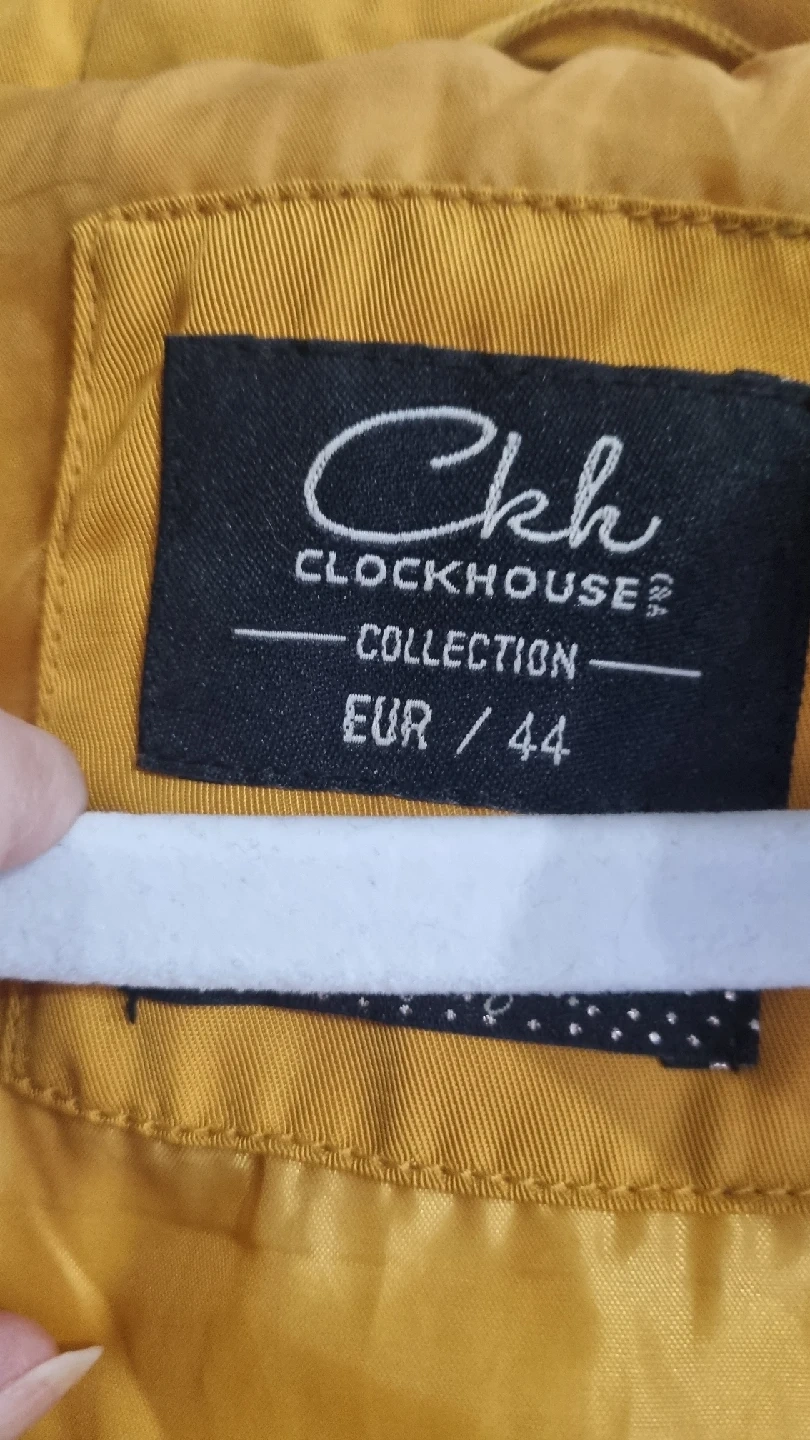 Ckh
CLOCKHOUSE C&A
COLLECTION
EUR / 44